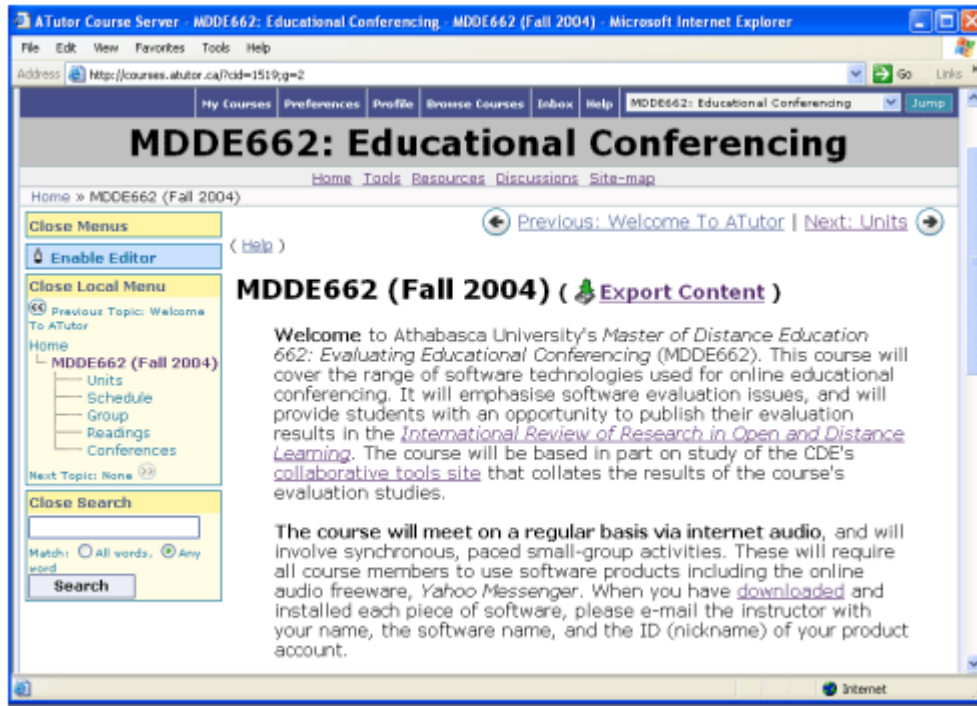 ATutor Course Server - MDDE662: Educational Conferencing - MDDE662 (Fall 2004) - Microsoft Internet Explorer
File Edit View Favorites Tools Help
Address http://courses.atutor.ca/?cid=1519;g=2 Go Links
My Courses Preferences Profile Browse Courses Inbox Help MDDE662: Educational Conferencing Jump
MDDE662: Educational Conferencing
Home Tools Resources Discussions Site-map
Home » MDDE662 (Fall 2004)
Close Menus
Enable Editor
Close Local Menu
Previous Topic: Welcome
To ATutor
Home
MDDE662 (Fall 2004)
Units
Schedule
Group
Readings
Conferences
Next Topic: None
Close Search
Match: All words, Any
word
Search
Previous: Welcome To ATutor | Next: Units
( Help )
MDDE662 (Fall 2004) ( Export Content )
Welcome to Athabasca University's Master of Distance Education
662: Evaluating Educational Conferencing (MDDE662). This course will
cover the range of software technologies used for online educational
conferencing. It will emphasise software evaluation issues, and will
provide students with an opportunity to publish their evaluation
results in the International Review of Research in Open and Distance
Learning. The course will be based in part on study of the CDE's
collaborative tools site that collates the results of the course's
evaluation studies.
The course will meet on a regular basis via internet audio, and will
involve synchronous, paced small-group activities. These will require
all course members to use software products including the online
audio freeware, Yahoo Messenger. When you have downloaded and
installed each piece of software, please e-mail the instructor with
your name, the software name, and the ID (nickname) of your product
account.
Internet